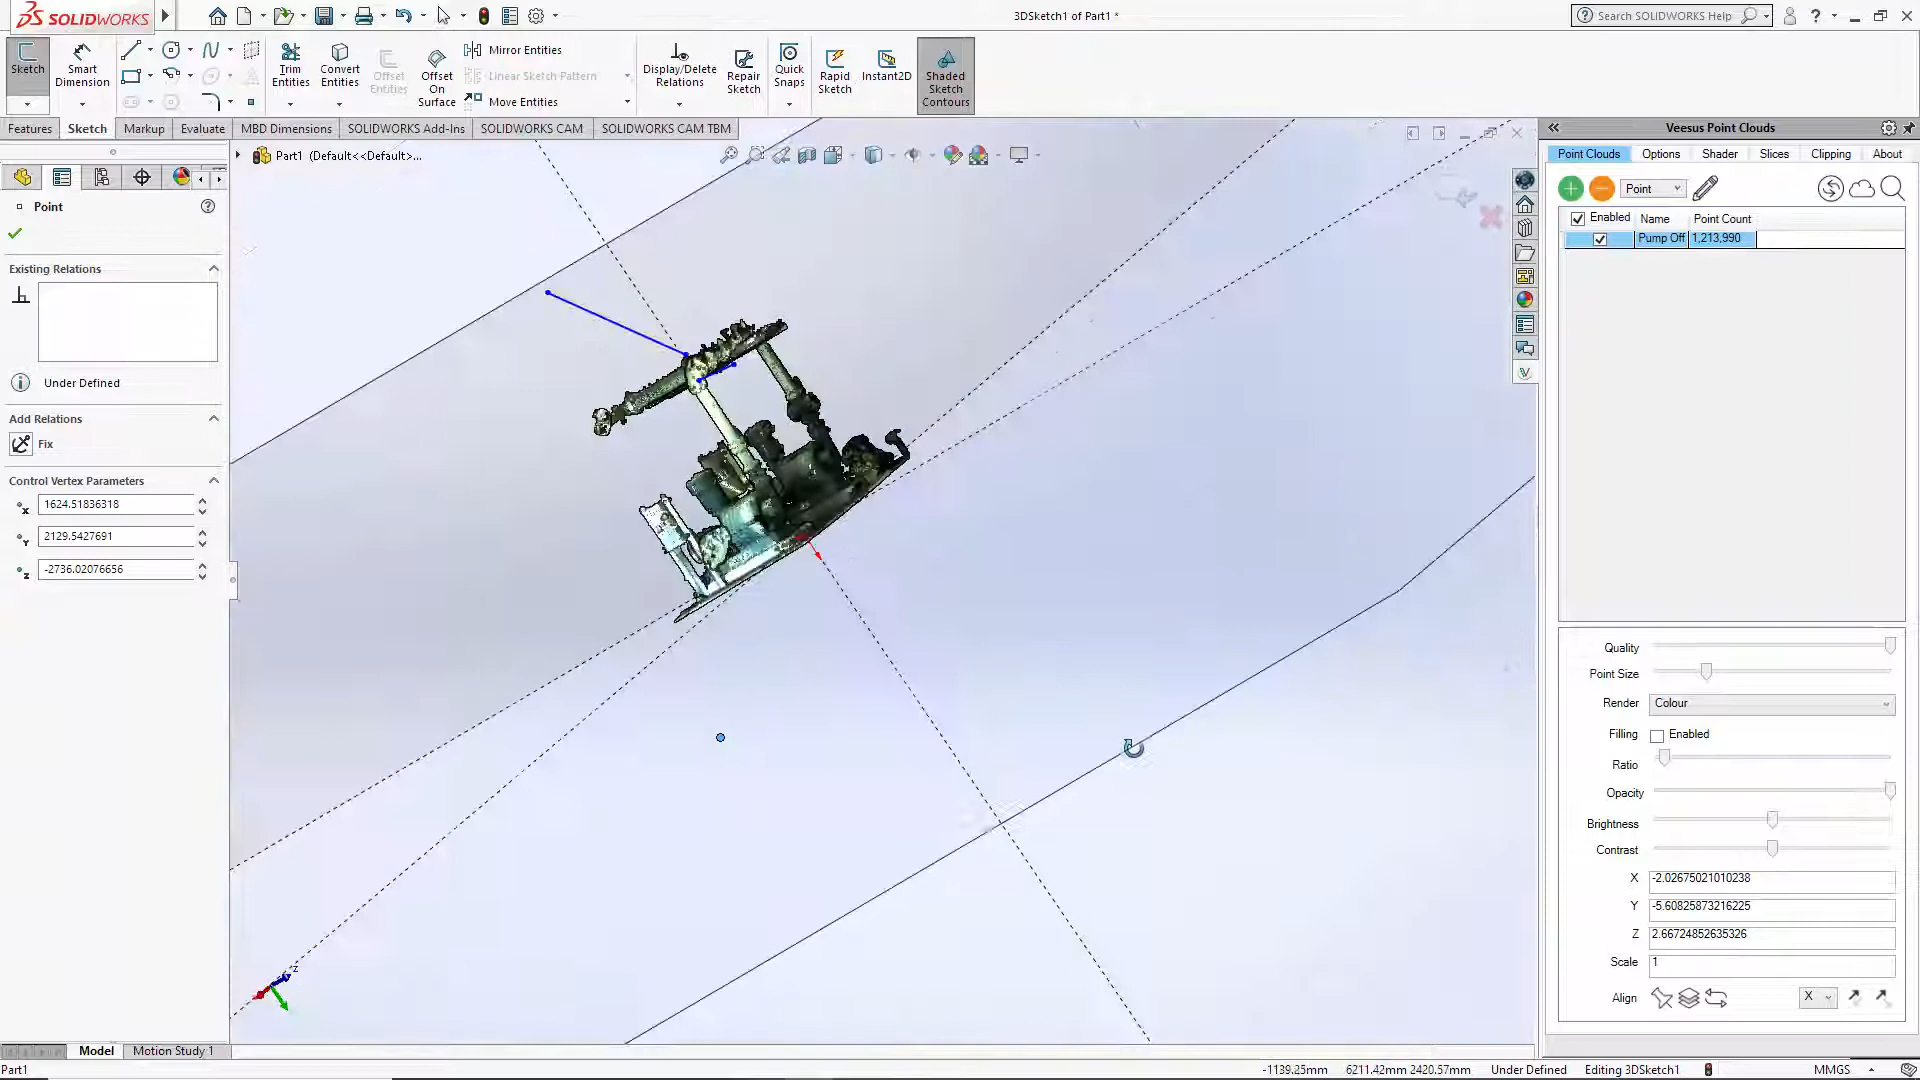 SOLIDWORKS
3DSketch1 of Part1 *
Search SOLIDWORKS Help
Sketch
Smart Dimension
Trim Entities
Convert Entities
Offset Entities
Offset On Surface
Mirror Entities
Linear Sketch Pattern
Move Entities
Display/Delete Relations
Repair Sketch
Quick Snaps
Rapid Sketch
Instant2D
Shaded Sketch Contours
Features
Sketch
Markup
Evaluate
MBD Dimensions
SOLIDWORKS Add-Ins
SOLIDWORKS CAM
SOLIDWORKS CAM TBM
Part1 (Default<<Default>...
Point
Existing Relations
Under Defined
Add Relations
Fix
Control Vertex Parameters
X 1624.51836318
Y 2129.5427691
Z -2736.02076656
z
Veesus Point Clouds
Point Clouds
Options
Shader
Slices
Clipping
About
Point
Enabled Name Point Count
Pump Off 1,213,990
Quality
Point Size
Render Colour
Filling Enabled
Ratio
Opacity
Brightness
Contrast
X -2.02675021010238
Y -5.60825873216225
Z 2.66724852635326
Scale 1
Align X
Model
Motion Study 1
Part1
-1139.25mm 6211.42mm 2420.57mm Under Defined Editing 3DSketch1 MMGS